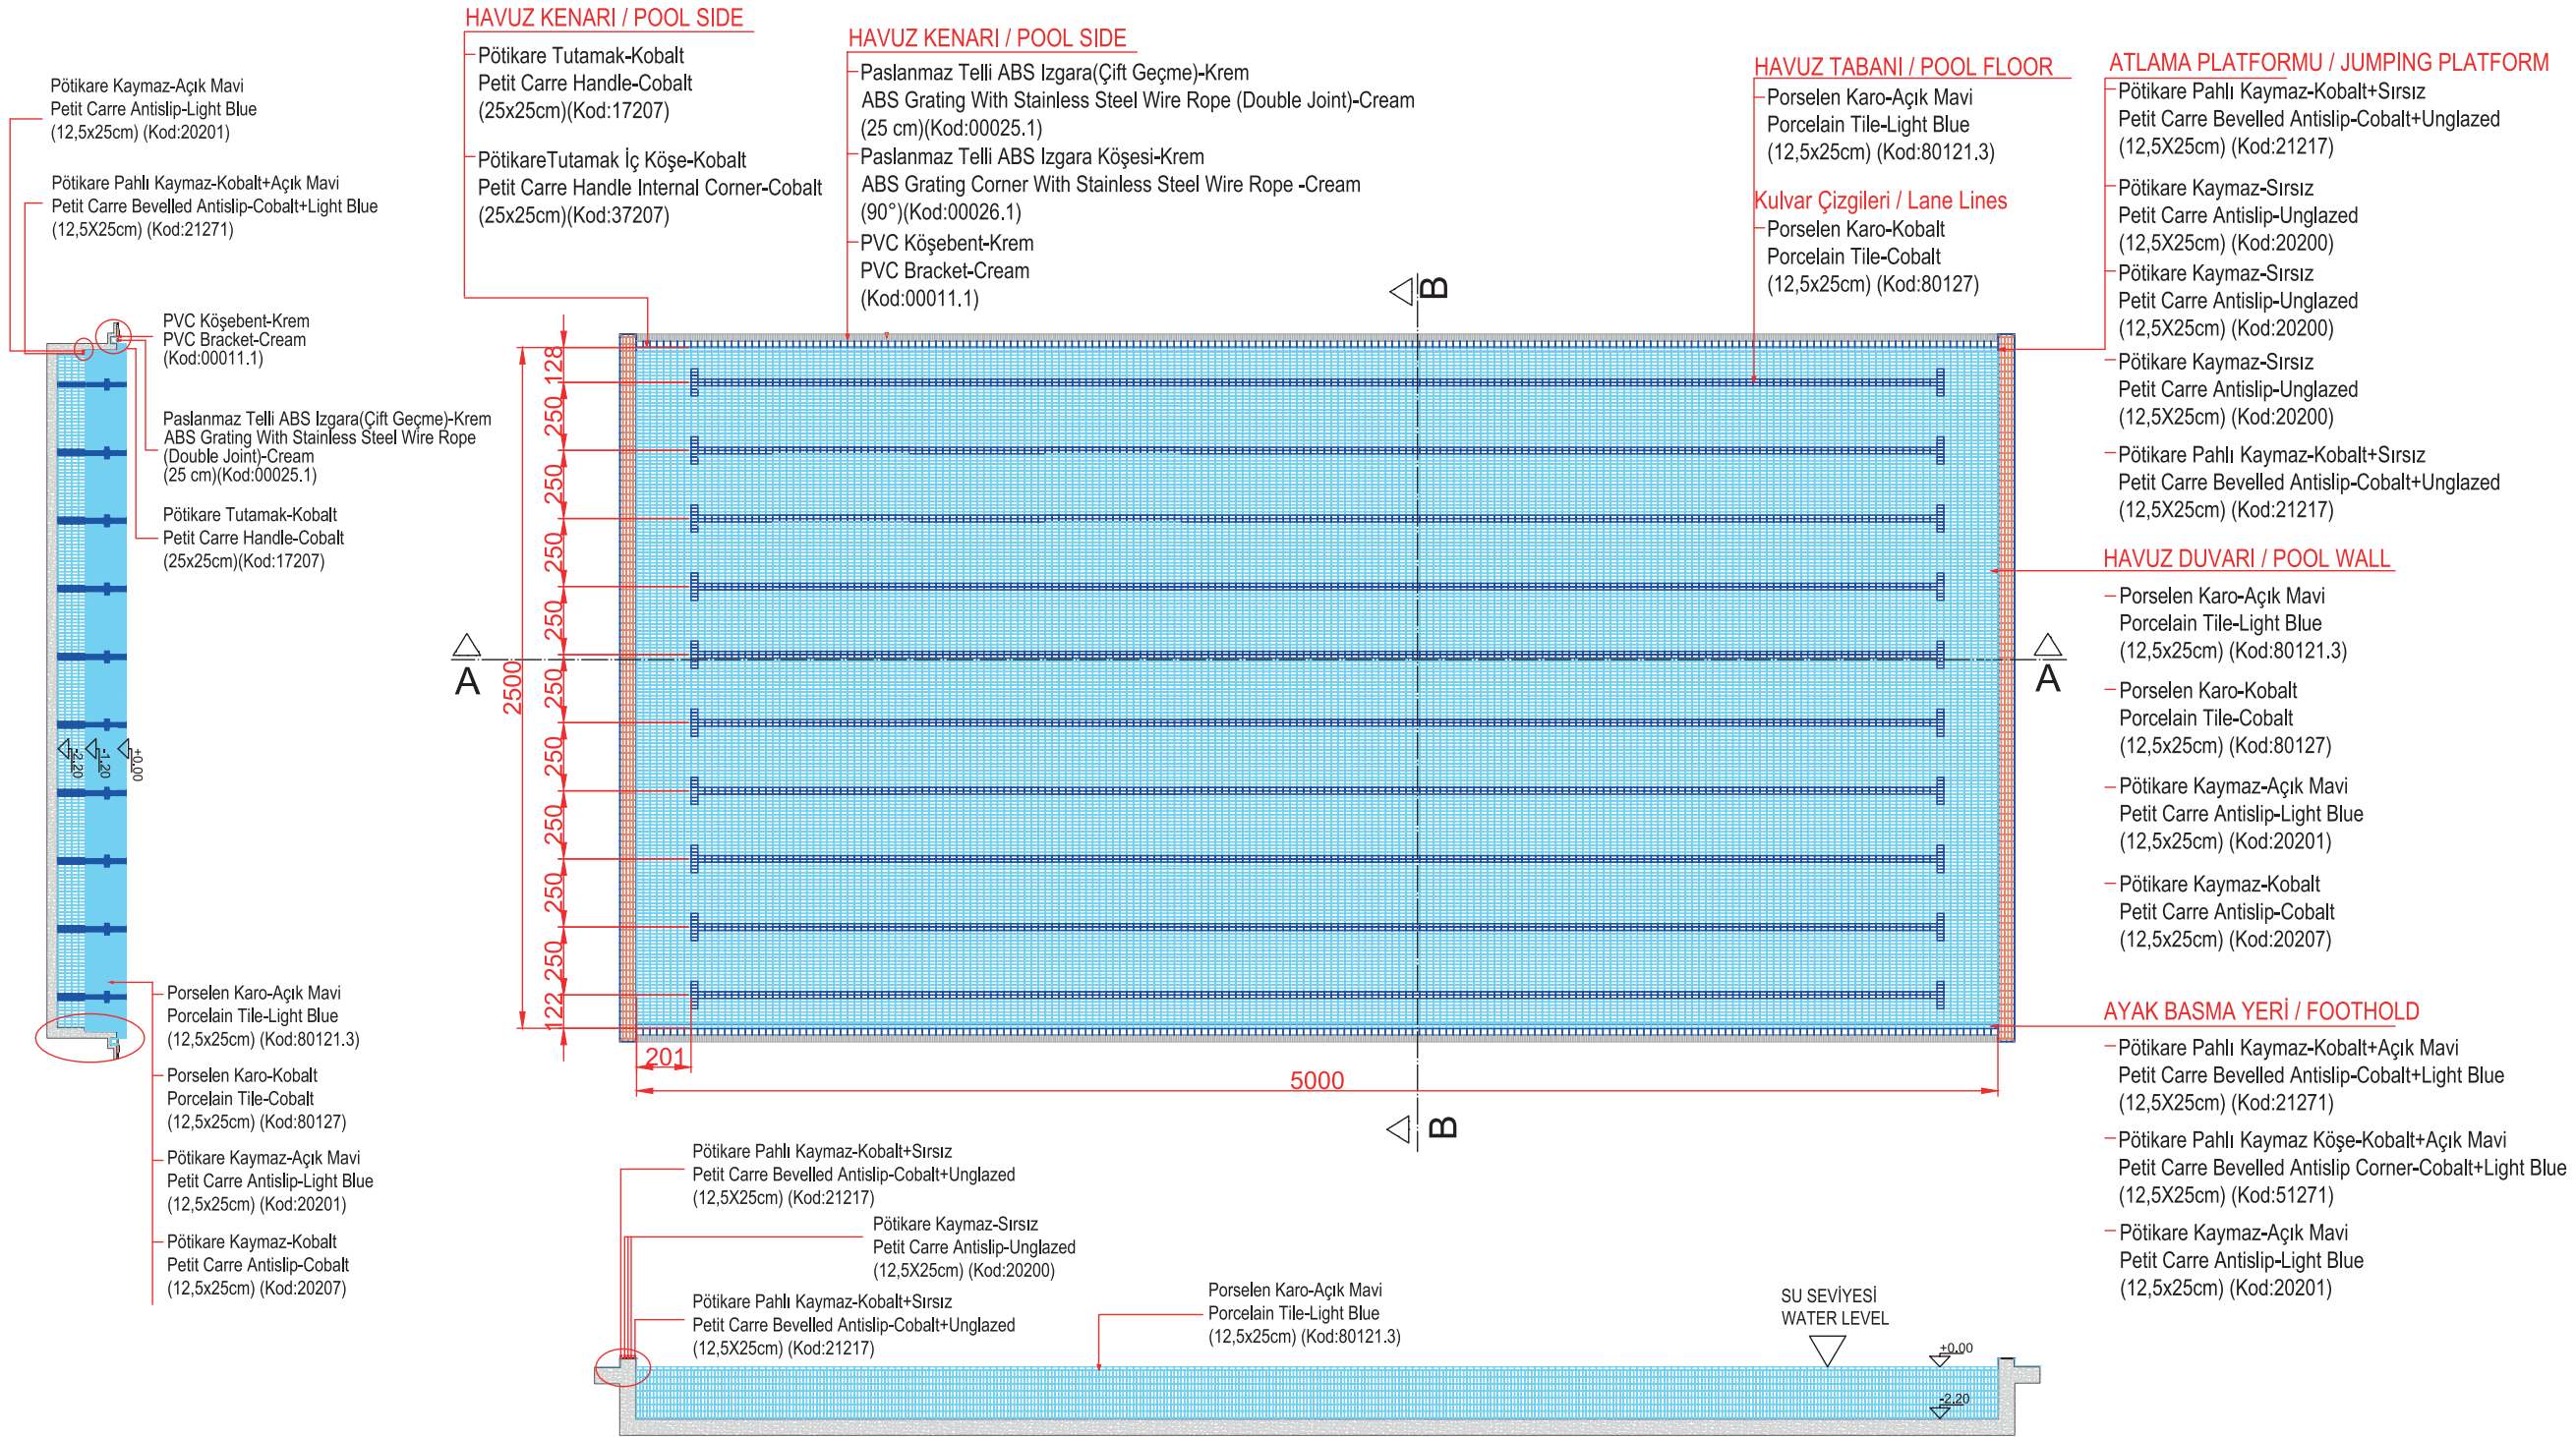 HAVUZ KENARI / POOL SIDE
Pötikare Tutamak-Kobalt
Petit Carre Handle-Cobalt
(25x25cm)(Kod:17207)
PötikareTutamak İç Köşe-Kobalt
Petit Carre Handle Internal Corner-Cobalt
(25x25cm)(Kod:37207)
HAVUZ KENARI / POOL SIDE
Paslanmaz Telli ABS Izgara(Çift Geçme)-Krem
ABS Grating With Stainless Steel Wire Rope (Double Joint)-Cream
(25 cm)(Kod:00025.1)
Paslanmaz Telli ABS Izgara Köşesi-Krem
ABS Grating Corner With Stainless Steel Wire Rope -Cream
(90°)(Kod:00026.1)
PVC Köşebent-Krem
PVC Bracket-Cream
(Kod:00011.1)
HAVUZ TABANI / POOL FLOOR
Porselen Karo-Açık Mavi
Porcelain Tile-Light Blue
(12,5x25cm) (Kod:80121.3)
Kulvar Çizgileri / Lane Lines
Porselen Karo-Kobalt
Porcelain Tile-Cobalt
(12,5x25cm) (Kod:80127)
ATLAMA PLATFORMU / JUMPING PLATFORM
Pötikare Pahlı Kaymaz-Kobalt+Sırsız
Petit Carre Bevelled Antislip-Cobalt+Unglazed
(12,5X25cm) (Kod:21217)
Pötikare Kaymaz-Sırsız
Petit Carre Antislip-Unglazed
(12,5X25cm) (Kod:20200)
Pötikare Kaymaz-Sırsız
Petit Carre Antislip-Unglazed
(12,5X25cm) (Kod:20200)
Pötikare Kaymaz-Sırsız
Petit Carre Antislip-Unglazed
(12,5X25cm) (Kod:20200)
Pötikare Pahlı Kaymaz-Kobalt+Sırsız
Petit Carre Bevelled Antislip-Cobalt+Unglazed
(12,5X25cm) (Kod:21217)
HAVUZ DUVARI / POOL WALL
Porselen Karo-Açık Mavi
Porcelain Tile-Light Blue
(12,5x25cm) (Kod:80121.3)
Porselen Karo-Kobalt
Porcelain Tile-Cobalt
(12,5x25cm) (Kod:80127)
Pötikare Kaymaz-Açık Mavi
Petit Carre Antislip-Light Blue
(12,5x25cm) (Kod:20201)
Pötikare Kaymaz-Kobalt
Petit Carre Antislip-Cobalt
(12,5x25cm) (Kod:20207)
AYAK BASMA YERİ / FOOTHOLD
Pötikare Pahlı Kaymaz-Kobalt+Açık Mavi
Petit Carre Bevelled Antislip-Cobalt+Light Blue
(12,5X25cm) (Kod:21271)
Pötikare Pahlı Kaymaz Köşe-Kobalt+Açık Mavi
Petit Carre Bevelled Antislip Corner-Cobalt+Light Blue
(12,5X25cm) (Kod:51271)
Pötikare Kaymaz-Açık Mavi
Petit Carre Antislip-Light Blue
(12,5x25cm) (Kod:20201)
Pötikare Kaymaz-Açık Mavi
Petit Carre Antislip-Light Blue
(12,5x25cm) (Kod:20201)
Pötikare Pahlı Kaymaz-Kobalt+Açık Mavi
Petit Carre Bevelled Antislip-Cobalt+Light Blue
(12,5X25cm) (Kod:21271)
PVC Köşebent-Krem
PVC Bracket-Cream
(Kod:00011.1)
Paslanmaz Telli ABS Izgara(Çift Geçme)-Krem
ABS Grating With Stainless Steel Wire Rope
(Double Joint)-Cream
(25 cm)(Kod:00025.1)
Pötikare Tutamak-Kobalt
Petit Carre Handle-Cobalt
(25x25cm)(Kod:17207)
-2.20
-1.20
+0.00
Porselen Karo-Açık Mavi
Porcelain Tile-Light Blue
(12,5x25cm) (Kod:80121.3)
Porselen Karo-Kobalt
Porcelain Tile-Cobalt
(12,5x25cm) (Kod:80127)
Pötikare Kaymaz-Açık Mavi
Petit Carre Antislip-Light Blue
(12,5x25cm) (Kod:20201)
Pötikare Kaymaz-Kobalt
Petit Carre Antislip-Cobalt
(12,5x25cm) (Kod:20207)
B
A
A
B
128
250
250
250
250
250
250
250
250
250
122
2500
201
5000
Pötikare Pahlı Kaymaz-Kobalt+Sırsız
Petit Carre Bevelled Antislip-Cobalt+Unglazed
(12,5X25cm) (Kod:21217)
Pötikare Kaymaz-Sırsız
Petit Carre Antislip-Unglazed
(12,5X25cm) (Kod:20200)
Pötikare Pahlı Kaymaz-Kobalt+Sırsız
Petit Carre Bevelled Antislip-Cobalt+Unglazed
(12,5X25cm) (Kod:21217)
Porselen Karo-Açık Mavi
Porcelain Tile-Light Blue
(12,5x25cm) (Kod:80121.3)
SU SEVİYESİ
WATER LEVEL
+0.00
-2.20